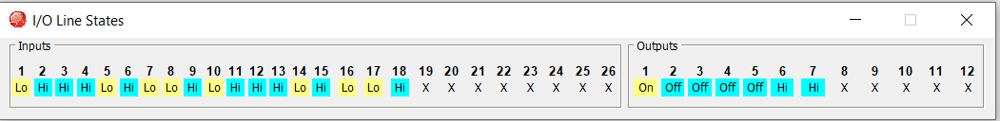 I/O Line States
Inputs
1 2 3 4 5 6 7 8 9 10 11 12 13 14 15 16 17 18 19 20 21 22 23 24 25 26
Lo Hi Hi Hi Lo Hi Lo Lo Hi Lo Hi Hi Hi Lo Hi Lo Lo Hi X X X X X X X X
Outputs
1 2 3 4 5 6 7 8 9 10 11 12
On Off Off Off Off Hi Hi X X X X X